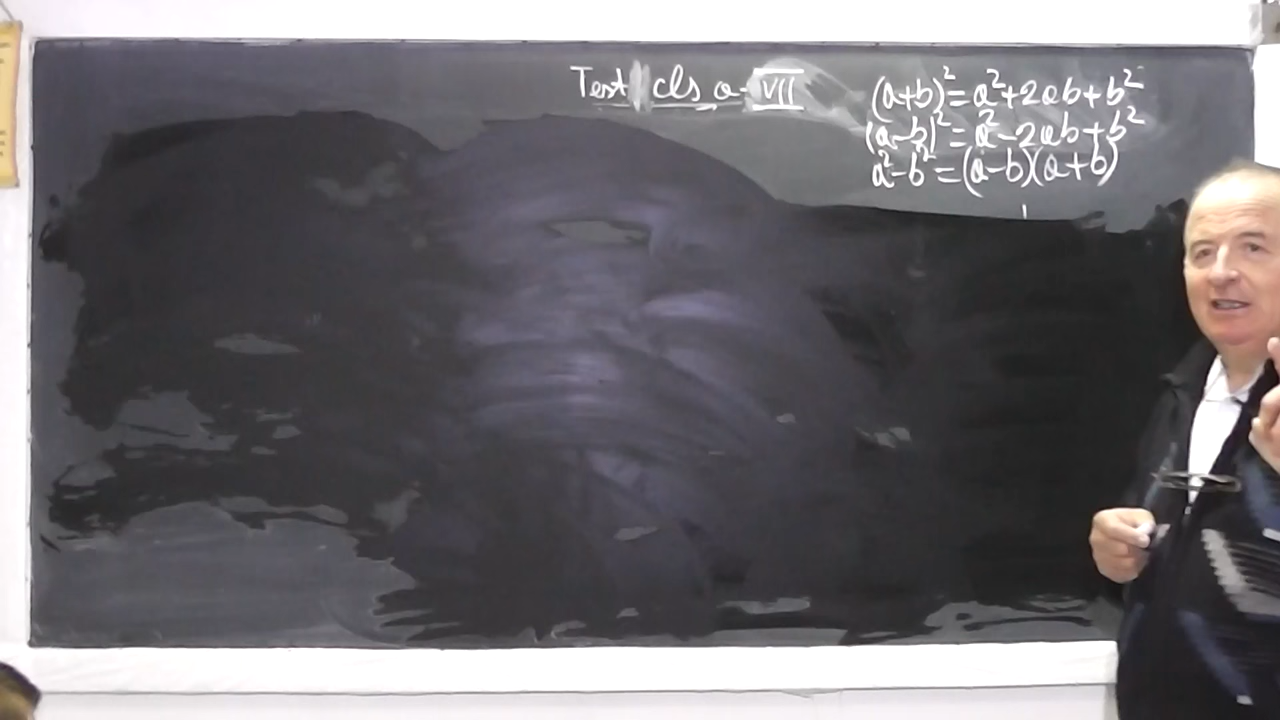 Test cls a VII
(a+b)²=a²+2ab+b²
(a-b)²=a²-2ab+b²
a²-b²=(a-b)(a+b)